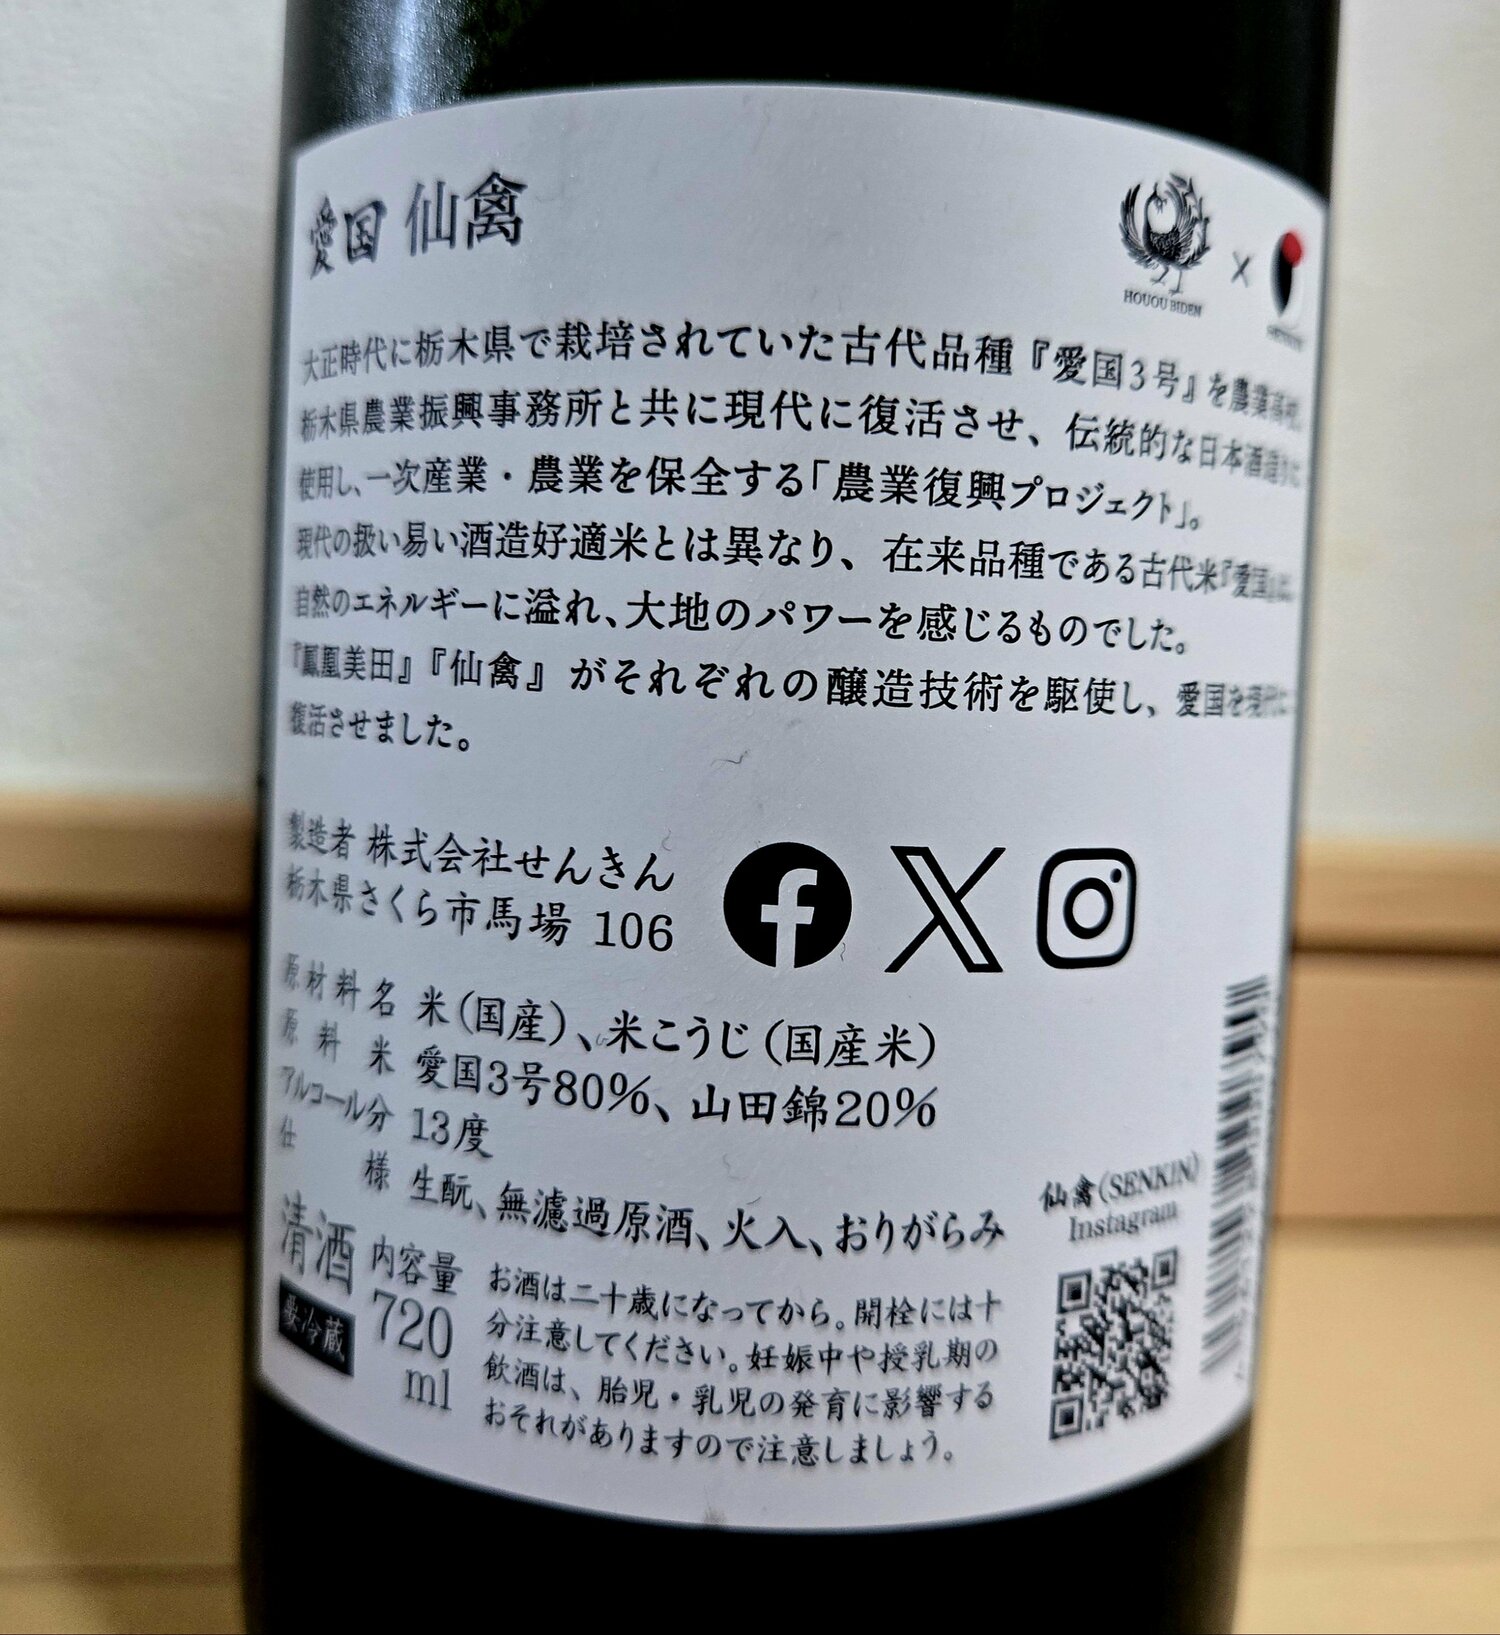 愛国 仙禽
HOUOU BIDEN
×
大正時代に栃木県で栽培されていた古代品種『愛国3号』を農業高校、
栃木県農業振興事務所と共に現代に復活させ、伝統的な日本酒造りに
使用し、一次産業・農業を保全する「農業復興プロジェクト」。
現代の扱い易い酒造好適米とは異なり、在来品種である古代米『愛国』は、
自然のエネルギーに溢れ、大地のパワーを感じるものでした。
『鳳凰美田』『仙禽』がそれぞれの醸造技術を駆使し、愛国を現代に
復活させました。
製造者 株式会社せんきん
栃木県さくら市馬場 106
原材料名 米(国産)、米こうじ(国産米)
原料米 愛国3号80%、山田錦20%
アルコール分 13度
仕様 生酛、無濾過原酒、火入、おりがらみ
清酒
要冷蔵
内容量
720
ml
お酒は二十歳になってから。開栓には十
分注意してください。妊娠中や授乳期の
飲酒は、胎児・乳児の発育に影響する
おそれがありますので注意しましょう。
仙禽(SENKIN)
Instagram